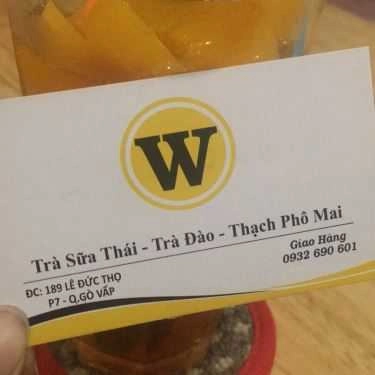 W
Trà Sữa Thái - Trà Đào - Thạch Phô Mai
Giao Hàng
0932 690 601
ĐC: 189 LÊ ĐỨC THỌ
P7 - Q,GÒ VẤP